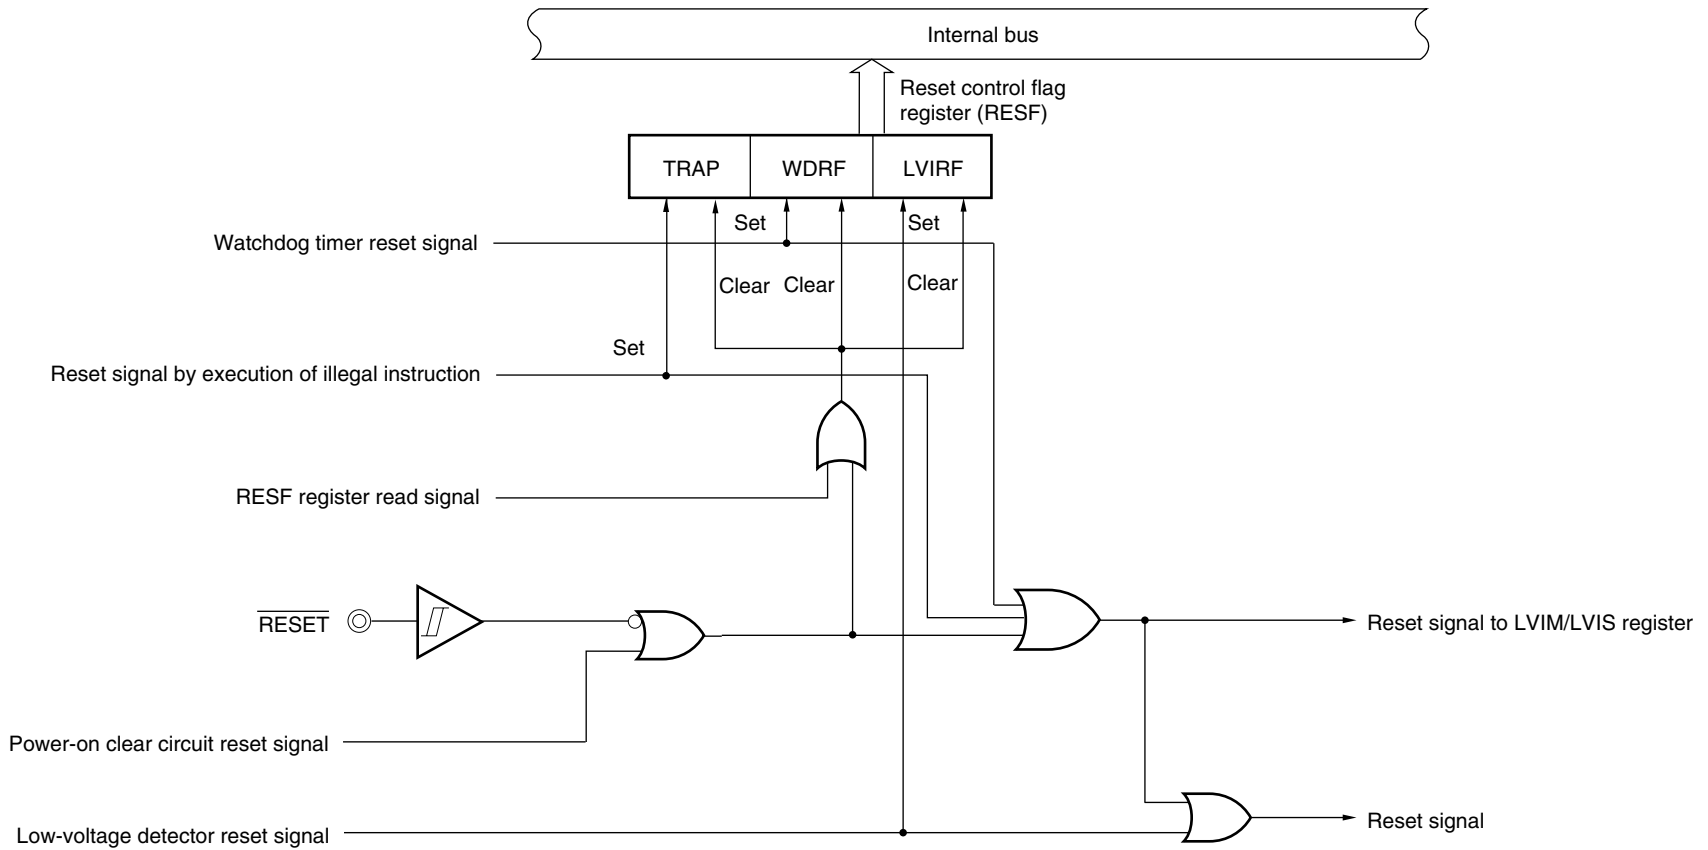 Internal bus
Reset control flag
register (RESF)
TRAP
WDRF
LVIRF
Set
Set
Watchdog timer reset signal
Clear
Clear
Clear
Set
Reset signal by execution of illegal instruction
RESF register read signal
RESET
Reset signal to LVIM/LVIS register
Power-on clear circuit reset signal
Low-voltage detector reset signal
Reset signal